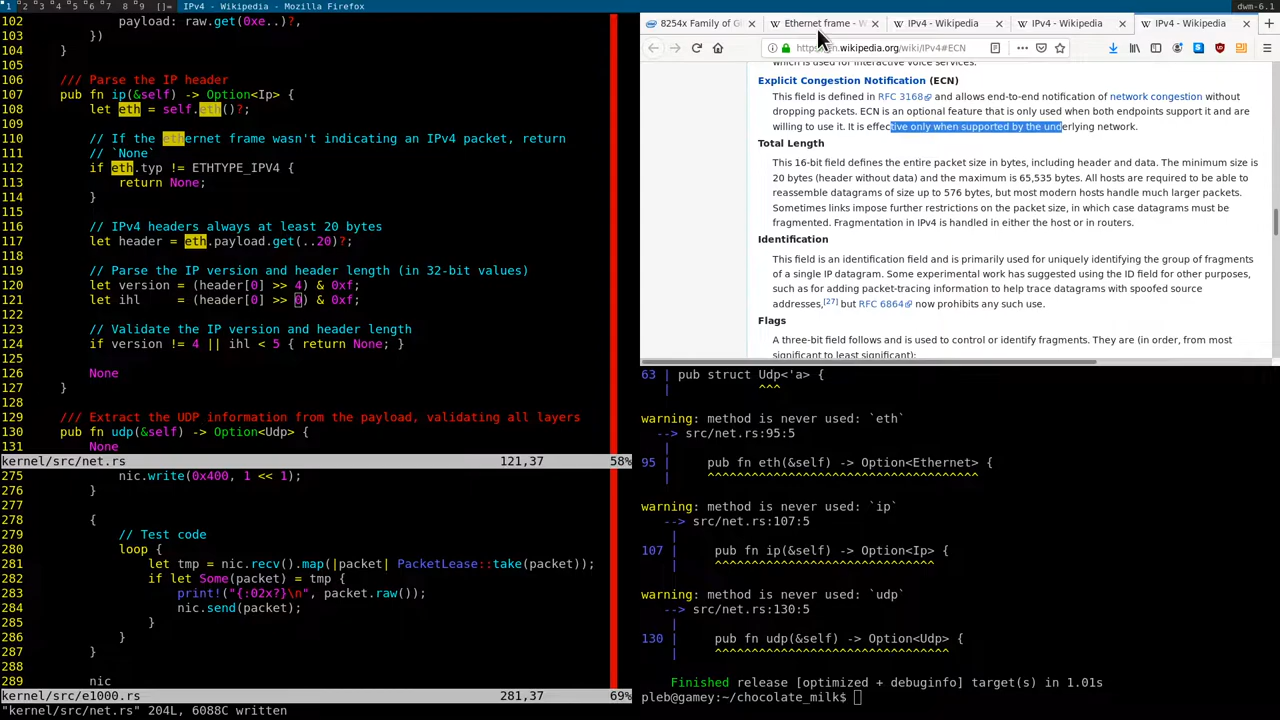 1 2 3 4 5 6 7 8 9 []= IPv4 - Wikipedia - Mozilla Firefox dwm-6.1
102 payload: raw.get(0xe..)?,
103 })
104 }
105
106 /// Parse the IP header
107 pub fn ip(&self) -> Option<Ip> {
108 let eth = self.eth()?;
109
110 // If the ethernet frame wasn't indicating an IPv4 packet, return
111 // `None`
112 if eth.typ != ETHTYPE_IPV4 {
113 return None;
114 }
115
116 // IPv4 headers always at least 20 bytes
117 let header = eth.payload.get(..20)?;
118
119 // Parse the IP version and header length (in 32-bit values)
120 let version = (header[0] >> 4) & 0xf;
121 let ihl     = (header[0] >> 0) & 0xf;
122
123 // Validate the IP version and header length
124 if version != 4 || ihl < 5 { return None; }
125
126 None
127 }
128
129 /// Extract the UDP information from the payload, validating all layers
130 pub fn udp(&self) -> Option<Udp> {
131 None
kernel/src/net.rs 121,37 58%
275 nic.write(0x400, 1 << 1);
276 }
277
278 {
279 // Test code
280 loop {
281 let tmp = nic.recv().map(|packet| PacketLease::take(packet));
282 if let Some(packet) = tmp {
283 print!("{:02x?}\n", packet.raw());
284 nic.send(packet);
285 }
286 }
287 }
288
289 nic
kernel/src/e1000.rs 281,37 69%
"kernel/src/net.rs" 204L, 6088C written
8254x Family of G Ethernet frame - W IPv4 - Wikipedia IPv4 - Wikipedia IPv4 - Wikipedia
.wikipedia.org/wiki/IPv4#ECN
which is used for interactive voice services.
Explicit Congestion Notification (ECN)
This field is defined in RFC 3168 and allows end-to-end notification of network congestion without
dropping packets. ECN is an optional feature that is only used when both endpoints support it and are
willing to use it. It is effective only when supported by the underlying network.
Total Length
This 16-bit field defines the entire packet size in bytes, including header and data. The minimum size is
20 bytes (header without data) and the maximum is 65,535 bytes. All hosts are required to be able to
reassemble datagrams of size up to 576 bytes, but most modern hosts handle much larger packets.
Sometimes links impose further restrictions on the packet size, in which case datagrams must be
fragmented. Fragmentation in IPv4 is handled in either the host or in routers.
Identification
This field is an identification field and is primarily used for uniquely identifying the group of fragments
of a single IP datagram. Some experimental work has suggested using the ID field for other purposes,
such as for adding packet-tracing information to help trace datagrams with spoofed source
addresses,[27] but RFC 6864 now prohibits any such use.
Flags
A three-bit field follows and is used to control or identify fragments. They are (in order, from most
significant to least significant):
63 | pub struct Udp<'a> {
| ^^^
warning: method is never used: `eth`
--> src/net.rs:95:5
|
95 | pub fn eth(&self) -> Option<Ethernet> {
| ^^^^^^^^^^^^^^^^^^^^^^^^^^^^^^^^^^^^^
warning: method is never used: `ip`
--> src/net.rs:107:5
|
107 | pub fn ip(&self) -> Option<Ip> {
| ^^^^^^^^^^^^^^^^^^^^^^^^^^^^^^
warning: method is never used: `udp`
--> src/net.rs:130:5
|
130 | pub fn udp(&self) -> Option<Udp> {
| ^^^^^^^^^^^^^^^^^^^^^^^^^^^^^^^^
Finished release [optimized + debuginfo] target(s) in 1.01s
pleb@gamey:~/chocolate_milk$